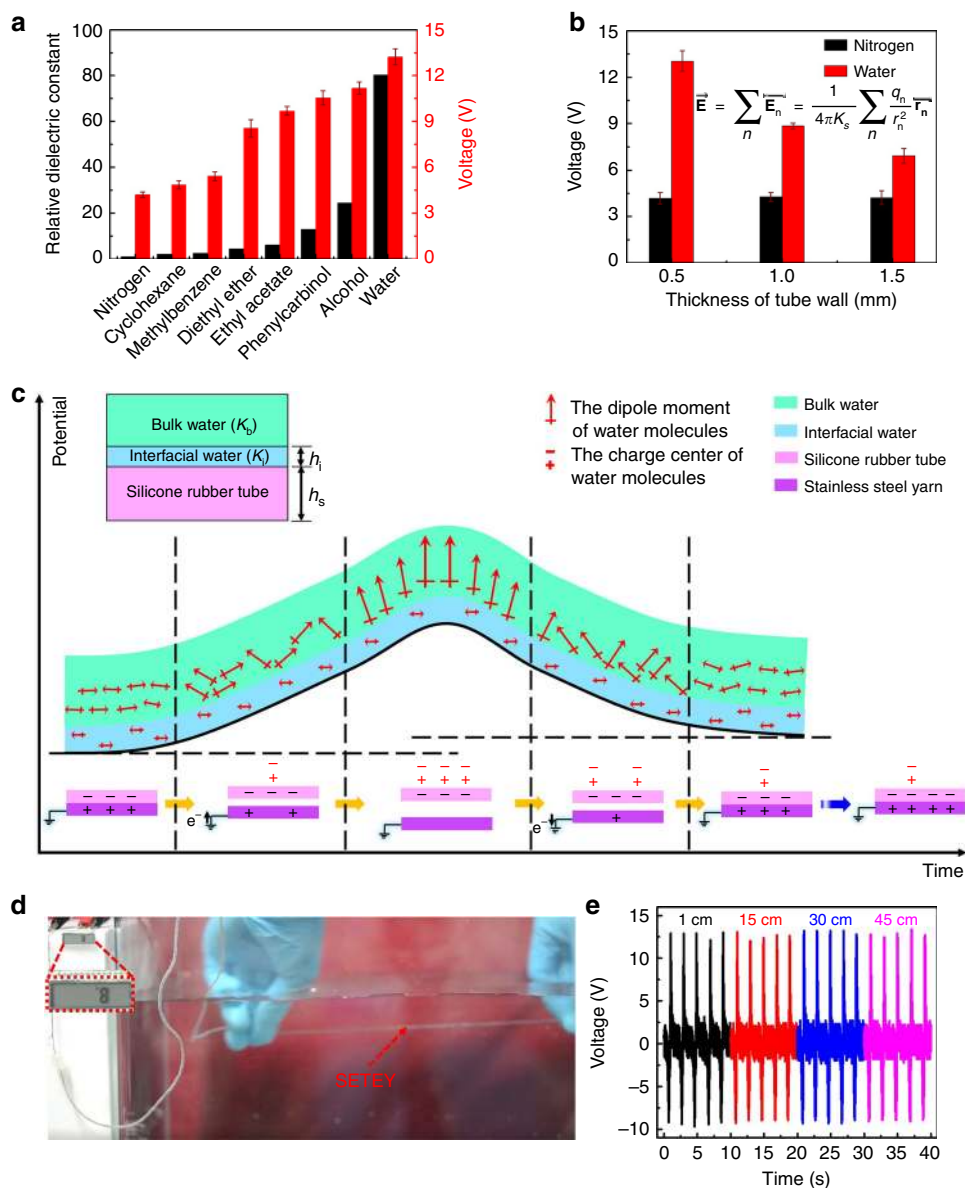 a
Relative dielectric constant
100
80
60
40
20
0
15
12
9
6
3
0
Voltage (V)
Nitrogen
Cyclohexane
Methylbenzene
Diethyl ether
Ethyl acetate
Phenylcarbinol
Alcohol
Water
b
Voltage (V)
15
12
9
6
3
0
Nitrogen
Water
E = ∑n En = 1/4πKs ∑n qn/rn² rn
0.5 1.0 1.5
Thickness of tube wall (mm)
c
Potential
Bulk water (Kb)
Interfacial water (Ki)
Silicone rubber tube
hi
hs
The dipole moment
of water molecules
The charge center of
water molecules
Bulk water
Interfacial water
Silicone rubber tube
Stainless steel yarn
e−
e−
Time
d
8.
SETEY
e
1 cm 15 cm 30 cm 45 cm
Voltage (V)
15
10
5
0
−5
−10
0 5 10 15 20 25 30 35 40
Time (s)